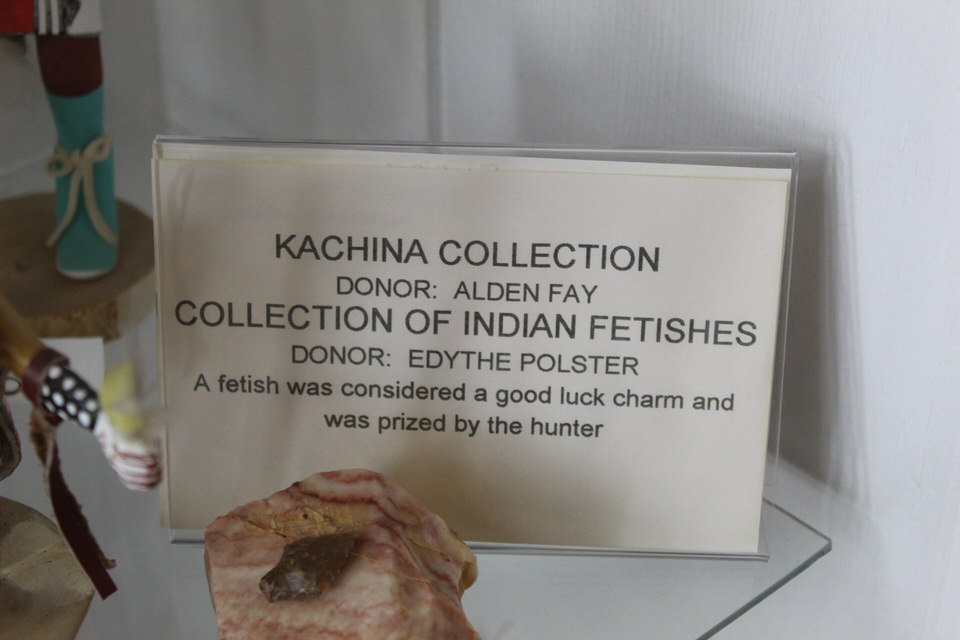 KACHINA COLLECTION
DONOR: ALDEN FAY
COLLECTION OF INDIAN FETISHES
DONOR: EDYTHE POLSTER
A fetish was considered a good luck charm and
was prized by the hunter